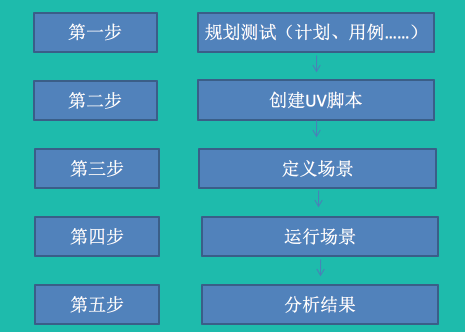 第一步
规划测试（计划、用例......）
第二步
创建UV脚本
第三步
定义场景
第四步
运行场景
第五步
分析结果